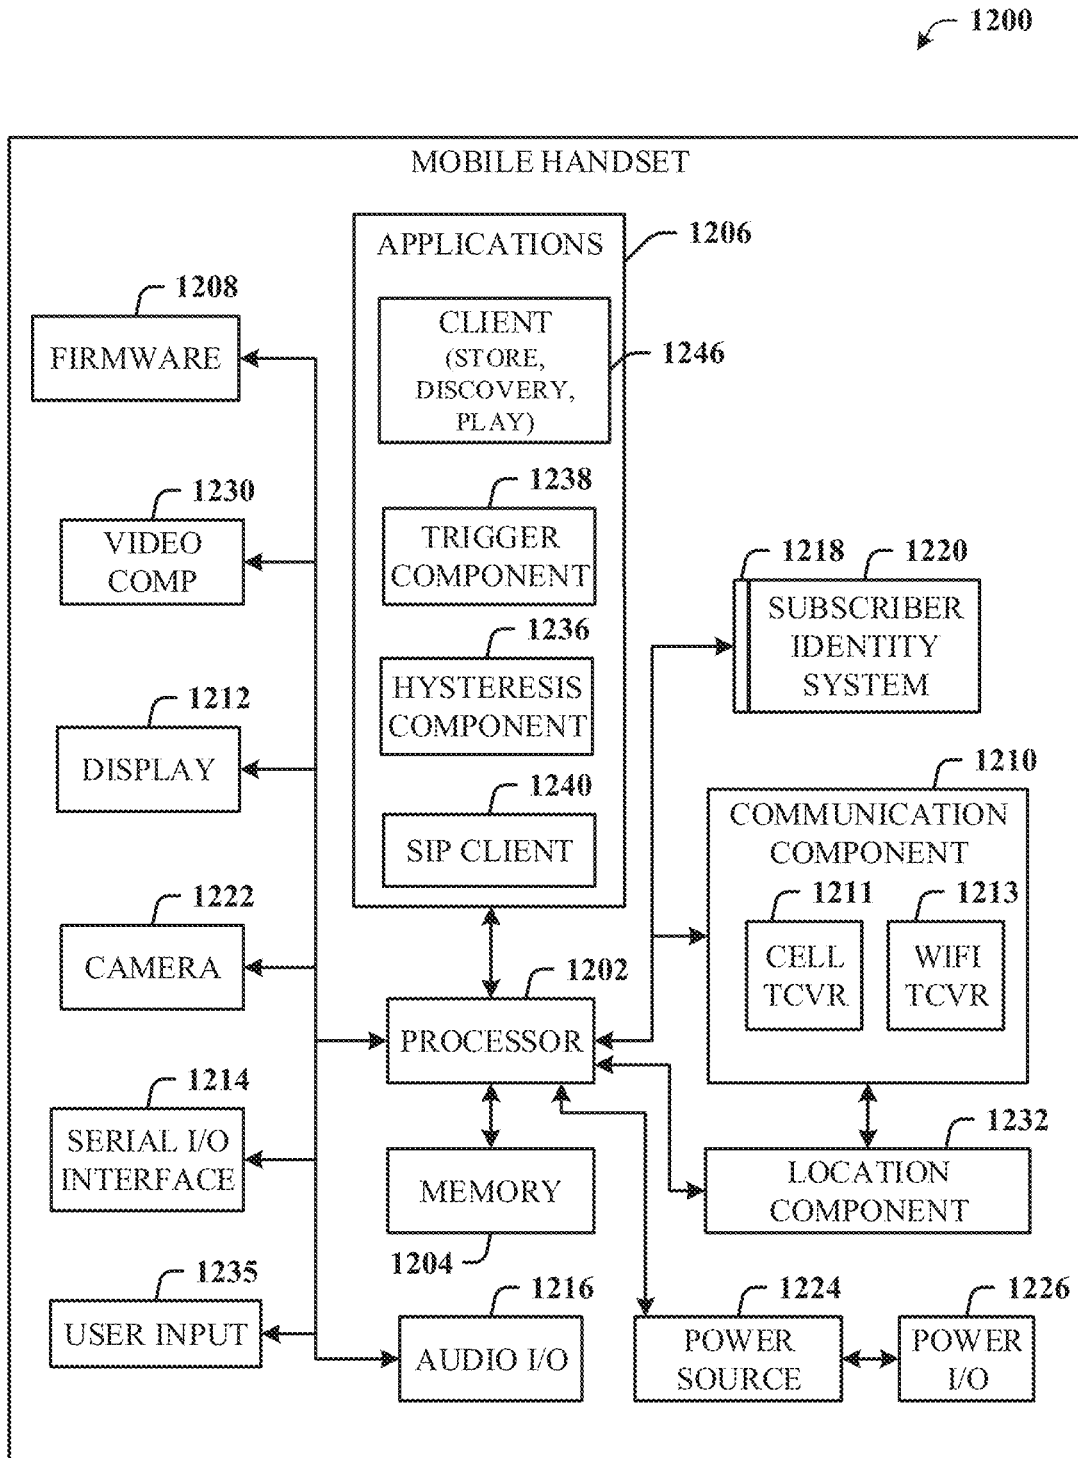 1200
MOBILE HANDSET
APPLICATIONS
1206
1208
FIRMWARE
CLIENT
(STORE,
DISCOVERY,
PLAY)
1246
1230
VIDEO
COMP
1238
TRIGGER
COMPONENT
1218
1220
SUBSCRIBER
IDENTITY
SYSTEM
1236
HYSTERESIS
COMPONENT
1212
DISPLAY
1240
SIP CLIENT
1210
COMMUNICATION
COMPONENT
1211
CELL
TCVR
1213
WIFI
TCVR
1222
CAMERA
1202
PROCESSOR
1214
SERIAL I/O
INTERFACE
MEMORY
1204
1232
LOCATION
COMPONENT
1235
USER INPUT
1216
AUDIO I/O
1224
POWER
SOURCE
1226
POWER
I/O